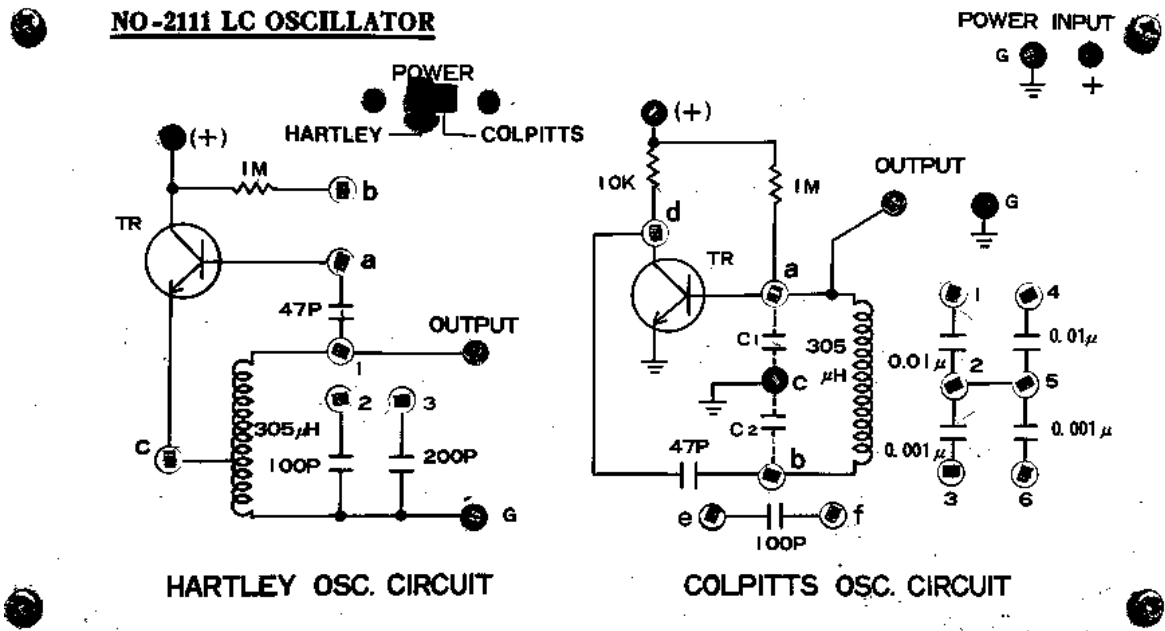 NO-2111 LC OSCILLATOR
POWER INPUT
G
+
POWER
HARTLEY
COLPITTS
(+)
1M
b
TR
a
47P
OUTPUT
1
2
3
305μH
100P
200P
C
G
HARTLEY OSC. CIRCUIT
(+)
10K
1M
d
TR
a
OUTPUT
G
C1
305
μH
C
C2
47P
b
e
f
100P
1
4
0.01μ
0.01μ
2
5
0.001μ
0.001μ
3
6
COLPITTS OSC. CIRCUIT